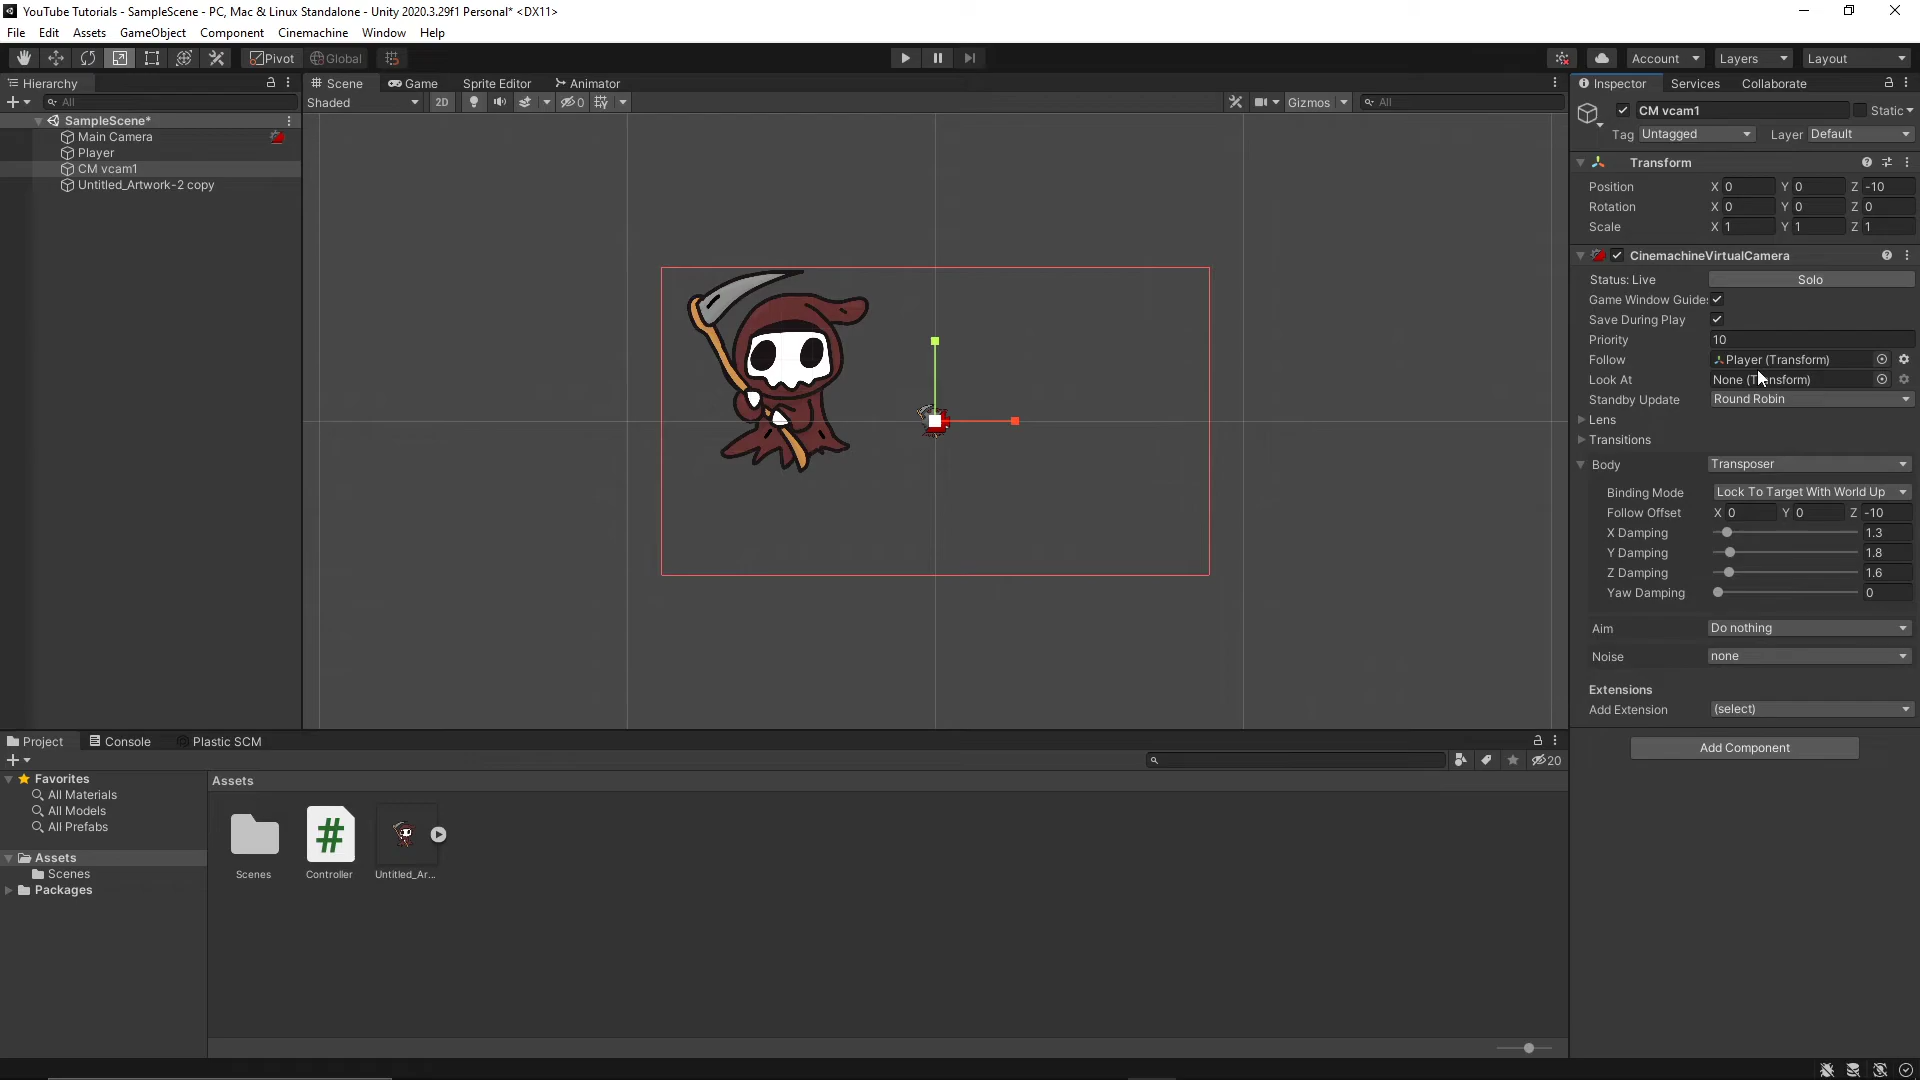 YouTube Tutorials - SampleScene - PC, Mac & Linux Standalone - Unity 2020.3.29f1 Personal* <DX11>
File Edit Assets GameObject Component Cinemachine Window Help
Pivot Global Account Layers Layout
Hierarchy
All
SampleScene*
Main Camera
Player
CM vcam1
Untitled_Artwork-2 copy
Scene Game Sprite Editor Animator
Shaded 2D 0 Gizmos All
Inspector Services Collaborate
CM vcam1 Static
Tag Untagged Layer Default
Transform
Position X 0 Y 0 Z -10
Rotation X 0 Y 0 Z 0
Scale X 1 Y 1 Z 1
CinemachineVirtualCamera
Status: Live Solo
Game Window Guides
Save During Play
Priority 10
Follow Player (Transform)
Look At None (Transform)
Standby Update Round Robin
Lens
Transitions
Body Transposer
Binding Mode Lock To Target With World Up
Follow Offset X 0 Y 0 Z -10
X Damping 1.3
Y Damping 1.8
Z Damping 1.6
Yaw Damping 0
Aim Do nothing
Noise none
Extensions
Add Extension (select)
Add Component
Project Console Plastic SCM
20
Favorites
All Materials
All Models
All Prefabs
Assets
Scenes
Packages
Assets
Scenes Controller Untitled_Ar...